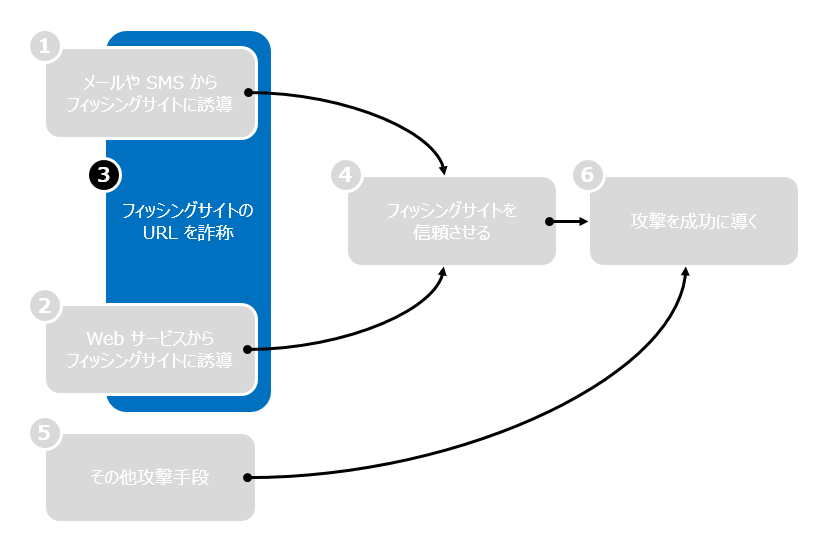 1
メールや SMS から
フィッシングサイトに誘導
3
フィッシングサイトの
URL を詐称
2
Web サービスから
フィッシングサイトに誘導
4
フィッシングサイトを
信頼させる
6
攻撃を成功に導く
5
その他攻撃手段